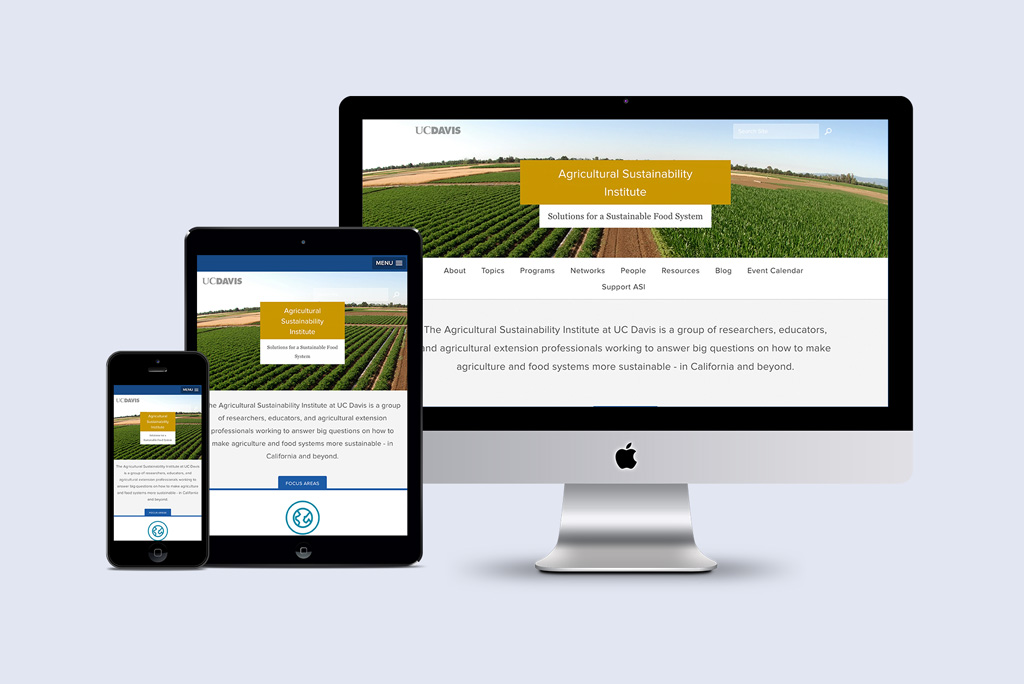 UCDAVIS
Search Site
Agricultural Sustainability
Institute
Solutions for a Sustainable Food System
About Topics Programs Networks People Resources Blog Event Calendar
Support ASI
The Agricultural Sustainability Institute at UC Davis is a group of researchers, educators,
and agricultural extension professionals working to answer big questions on how to make
agriculture and food systems more sustainable - in California and beyond.
MENU
UCDAVIS
Agricultural
Sustainability
Institute
Solutions for a Sustainable Food
System
The Agricultural Sustainability Institute at UC Davis is a group
of researchers, educators, and agricultural extension
professionals working to answer big questions on how to
make agriculture and food systems more sustainable - in
California and beyond.
FOCUS AREAS
MENU
UCDAVIS
Agricultural
Sustainability
Institute
Solutions for a
Sustainable Food System
The Agricultural Sustainability Institute at UC Davis
is a group of researchers, educators, and
agricultural extension professionals working to
answer big questions on how to make agriculture
and food systems more sustainable - in California
and beyond.
FOCUS AREAS